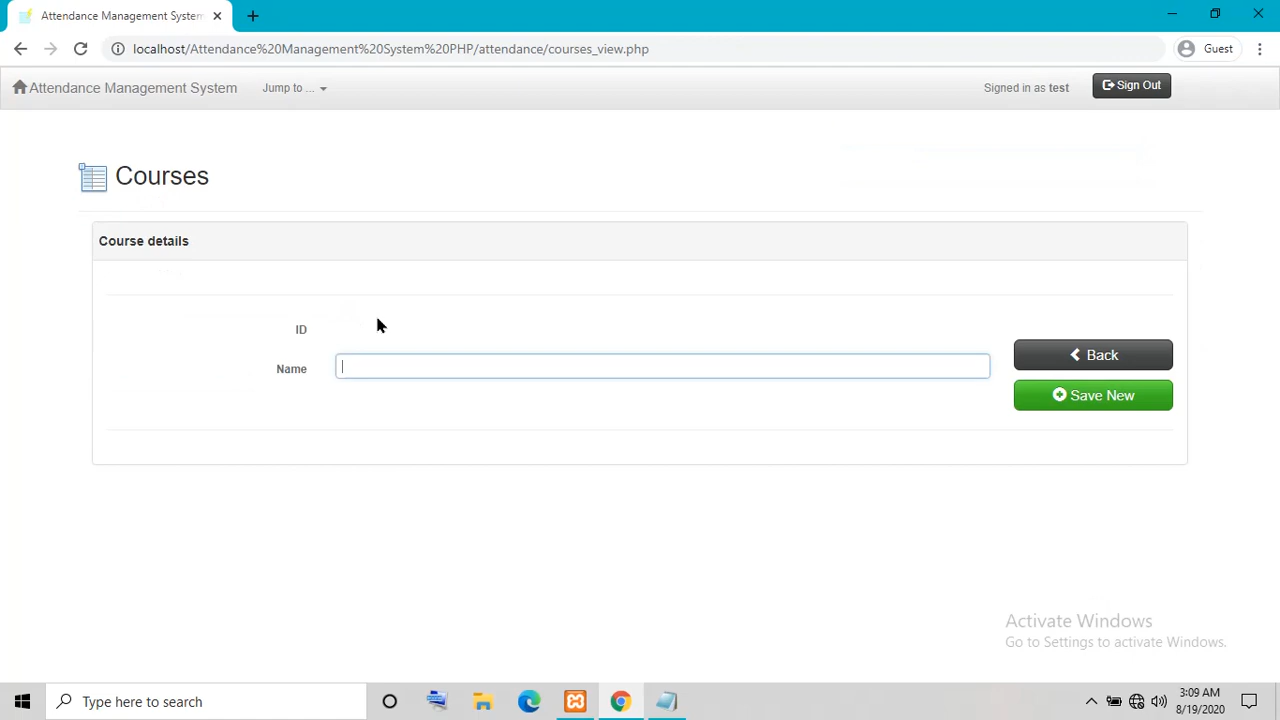 Attendance Management System
localhost/Attendance%20Management%20System%20PHP/attendance/courses_view.php
Guest
Attendance Management System
Jump to ...
Signed in as test
Sign Out
Courses
Course details
ID
Name
Back
Save New
Activate Windows
Go to Settings to activate Windows.
Type here to search
3:09 AM
8/19/2020